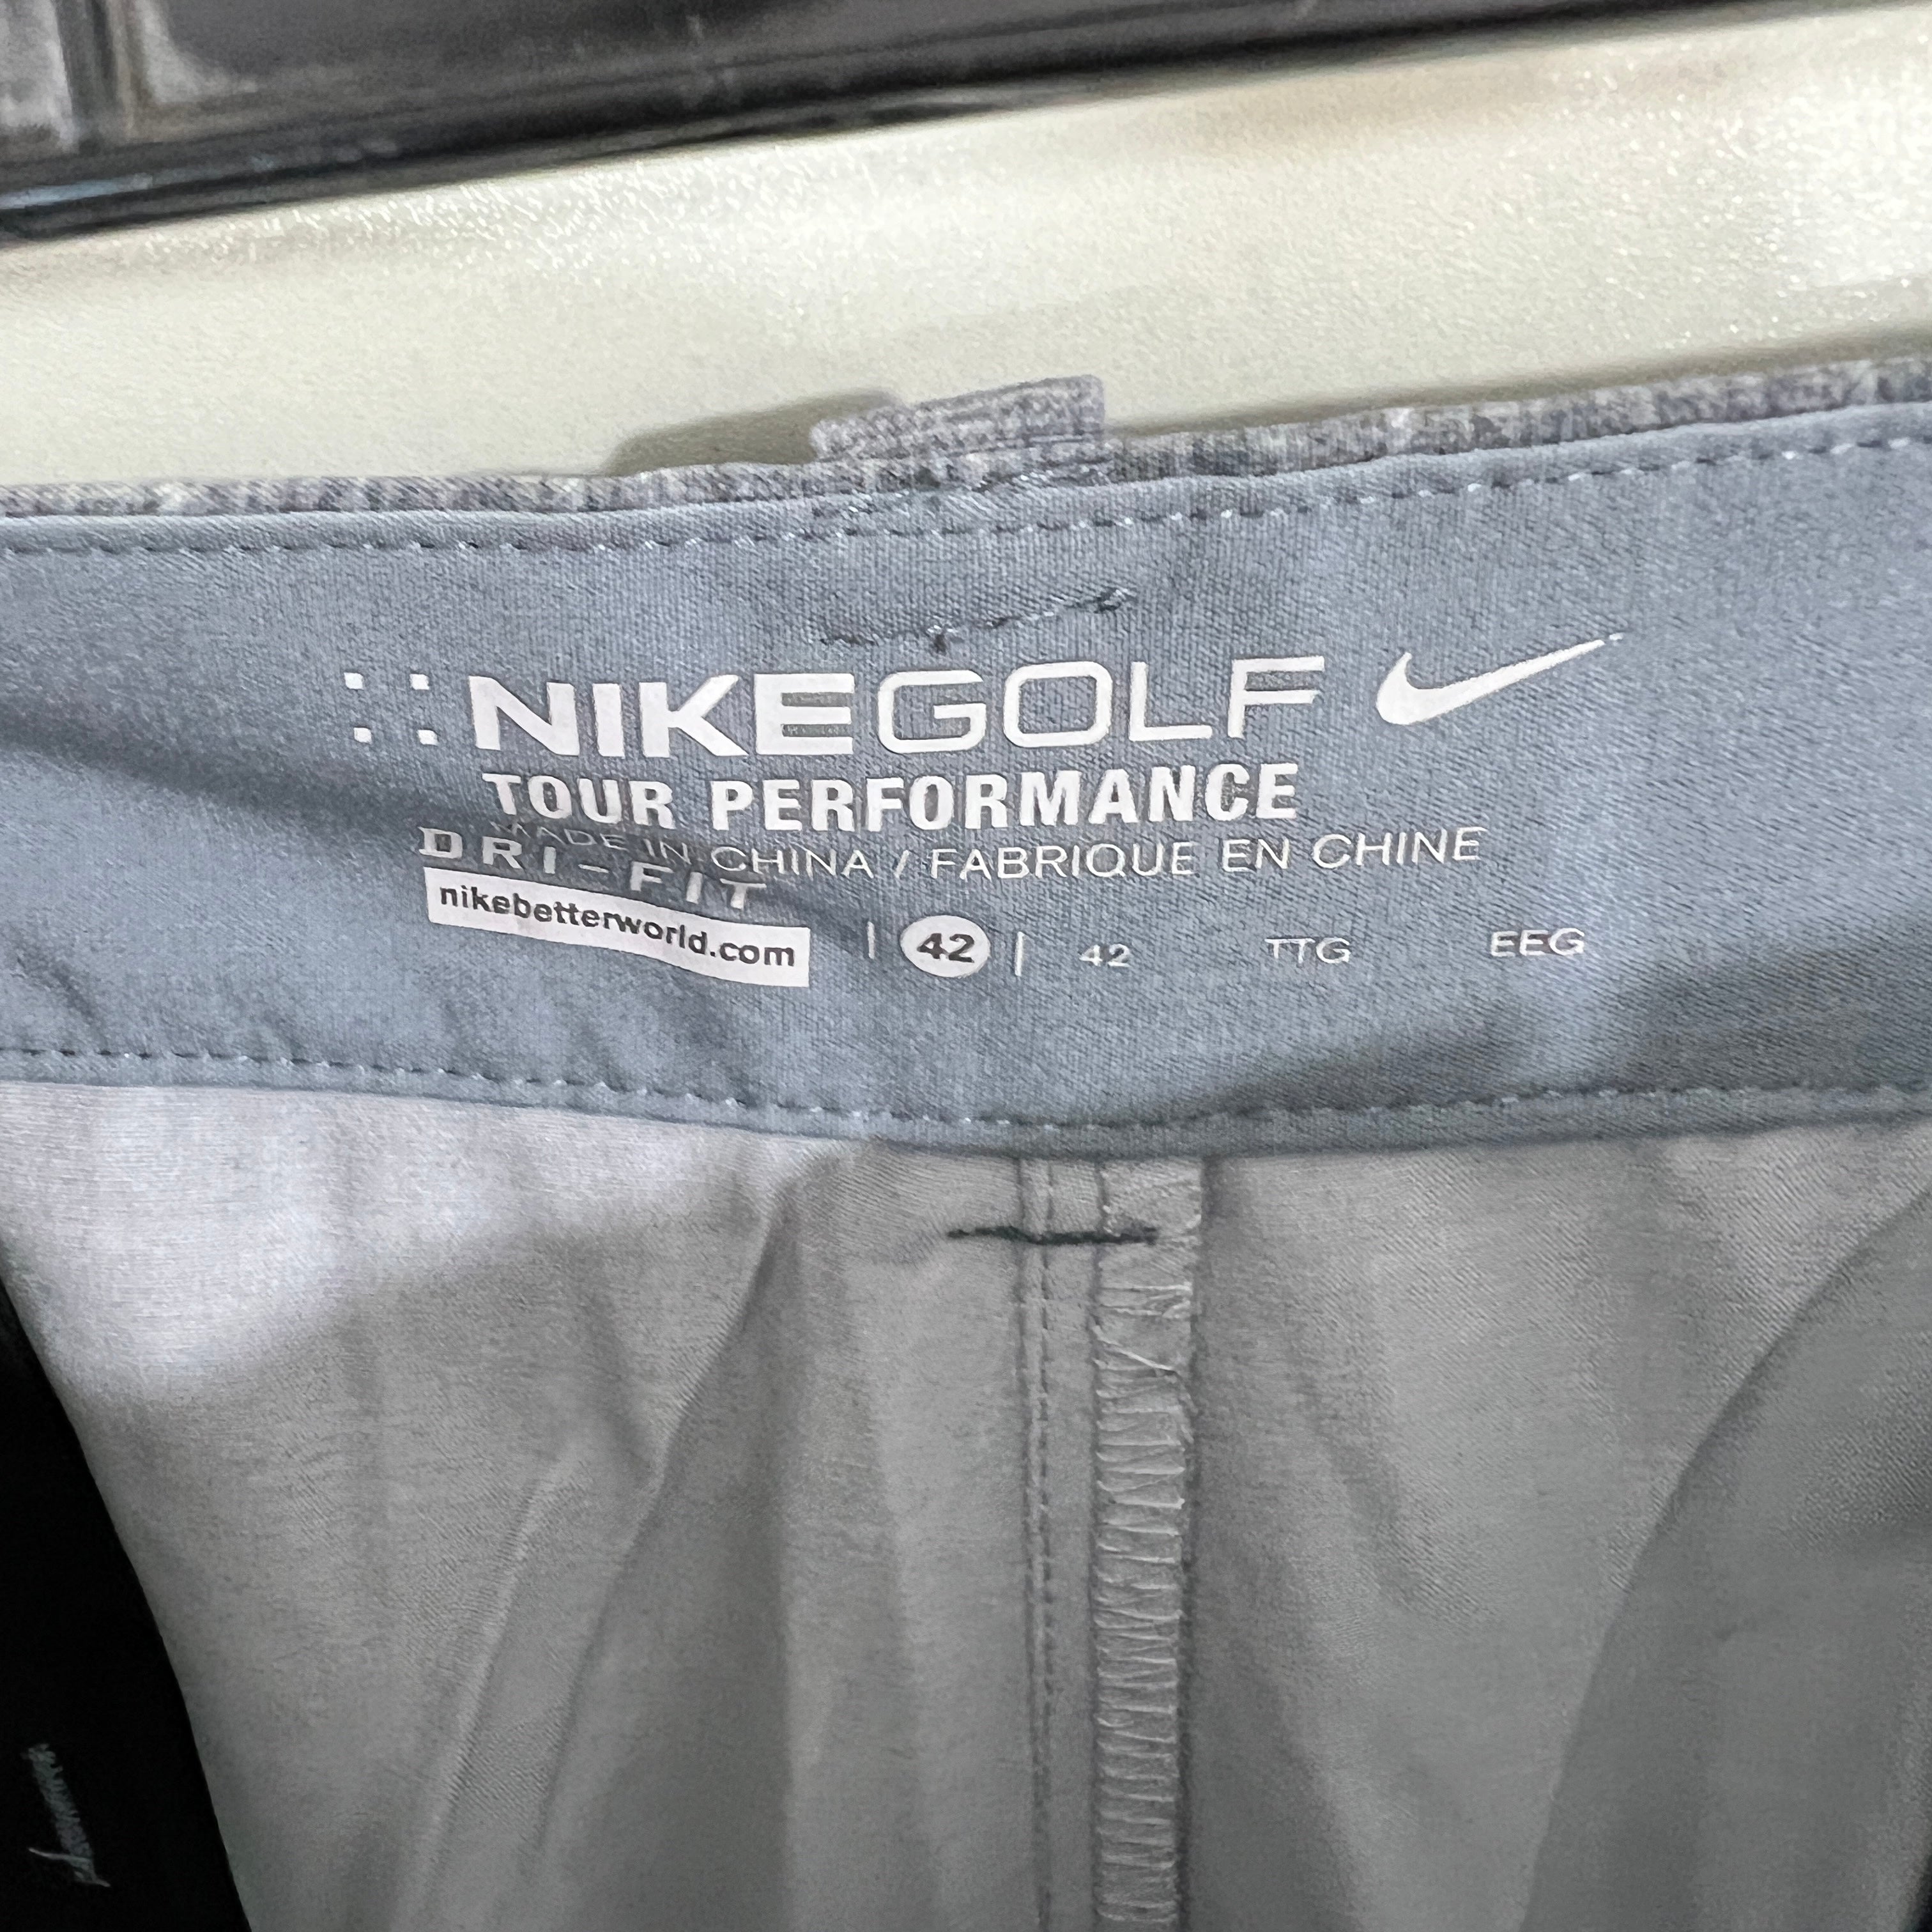 NIKEGOLF
TOUR PERFORMANCE
MADE IN CHINA / FABRIQUE EN CHINE
DRI-FIT
nikebetterworld.com
| 42 | 42 TTG EEG